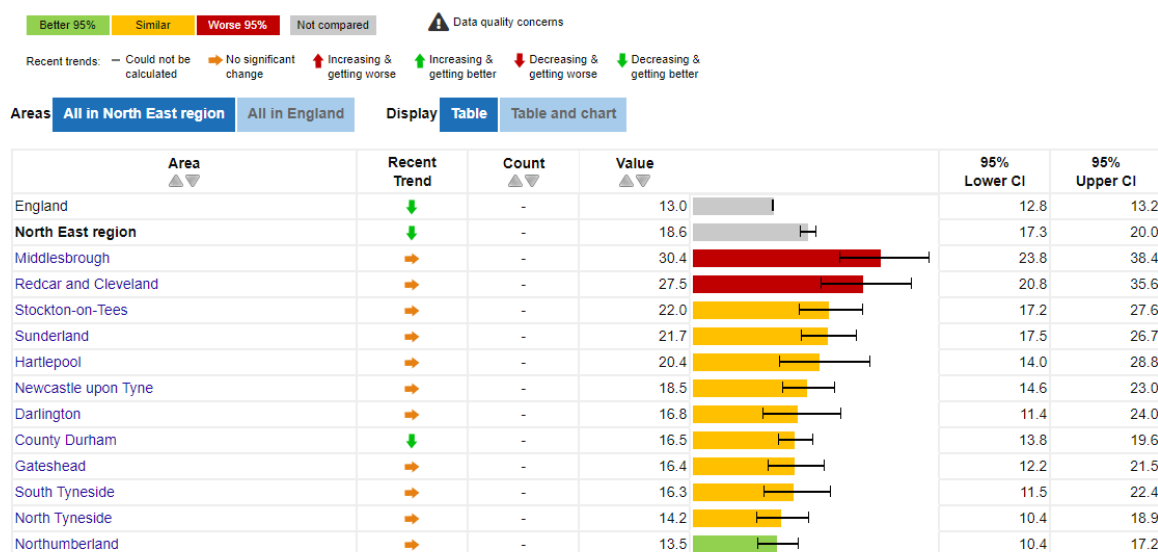 Better 95% Similar Worse 95% Not compared Data quality concerns
Recent trends: – Could not be calculated No significant change Increasing & getting worse Increasing & getting better Decreasing & getting worse Decreasing & getting better
Areas All in North East region All in England Display Table Table and chart
Area Recent Trend Count Value 95% Lower CI 95% Upper CI
England - 13.0 12.8 13.2
North East region - 18.6 17.3 20.0
Middlesbrough - 30.4 23.8 38.4
Redcar and Cleveland - 27.5 20.8 35.6
Stockton-on-Tees - 22.0 17.2 27.6
Sunderland - 21.7 17.5 26.7
Hartlepool - 20.4 14.0 28.8
Newcastle upon Tyne - 18.5 14.6 23.0
Darlington - 16.8 11.4 24.0
County Durham - 16.5 13.8 19.6
Gateshead - 16.4 12.2 21.5
South Tyneside - 16.3 11.5 22.4
North Tyneside - 14.2 10.4 18.9
Northumberland - 13.5 10.4 17.2